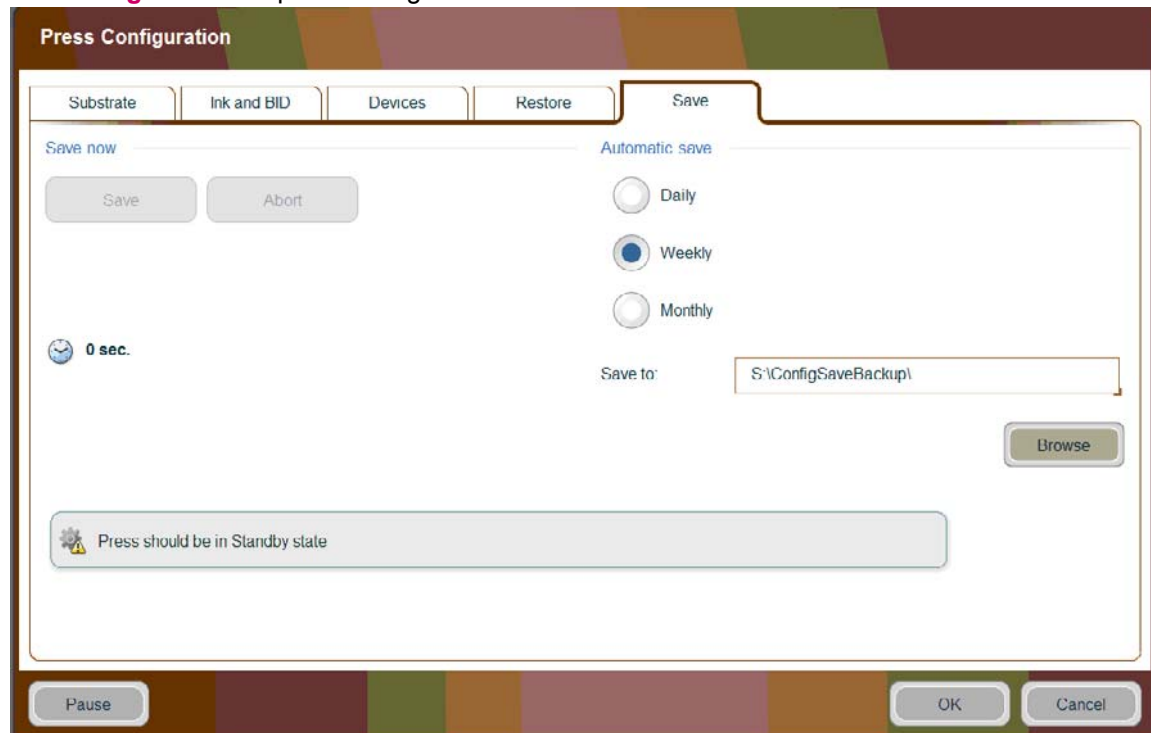 Press Configuration
Substrate Ink and BID Devices Restore Save
Save now
Automatic save
Save Abort
Daily
Weekly
Monthly
0 sec.
Save to: S:\ConfigSaveBackup\
Browse
Press should be in Standby state
Pause OK Cancel